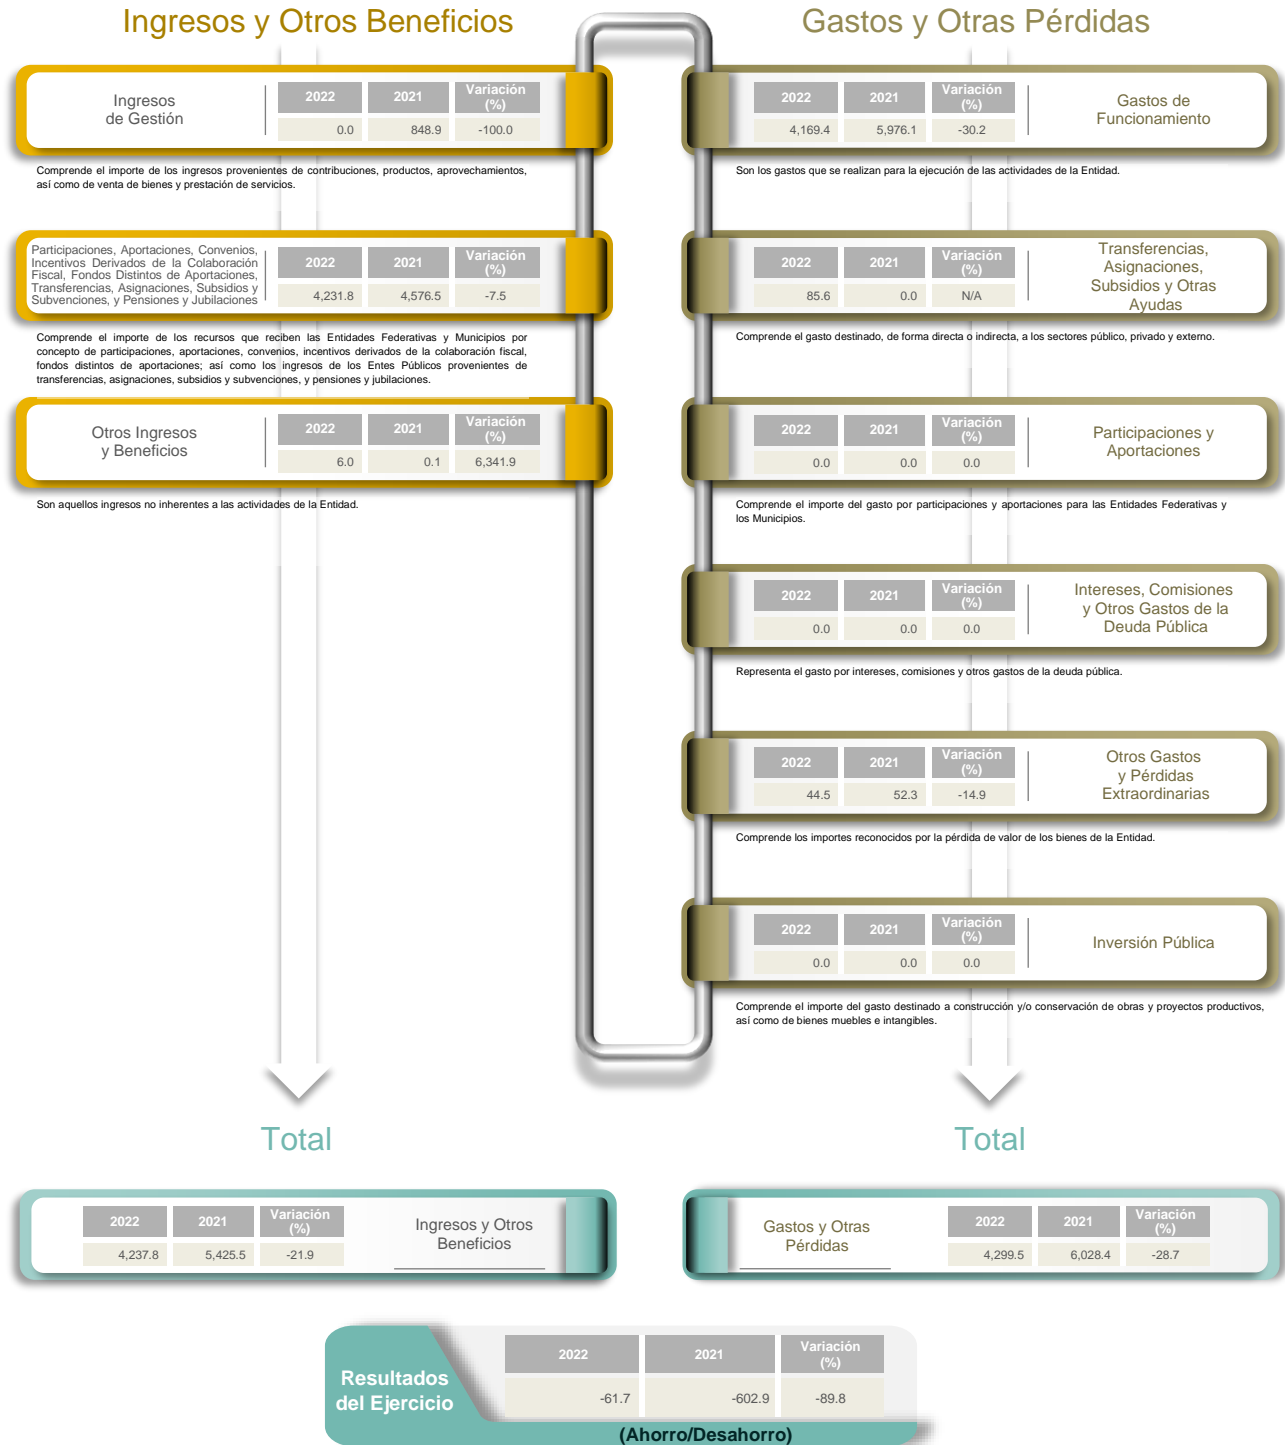 Ingresos y Otros Beneficios
Ingresos
de Gestión
2022 2021 Variación
(%)
0.0 848.9 -100.0
Comprende el importe de los ingresos provenientes de contribuciones, productos, aprovechamientos,
así como de venta de bienes y prestación de servicios.
Participaciones, Aportaciones, Convenios,
Incentivos Derivados de la Colaboración
Fiscal, Fondos Distintos de Aportaciones,
Transferencias, Asignaciones, Subsidios y
Subvenciones, y Pensiones y Jubilaciones
2022 2021 Variación
(%)
4,231.8 4,576.5 -7.5
Comprende el importe de los recursos que reciben las Entidades Federativas y Municipios por
concepto de participaciones, aportaciones, convenios, incentivos derivados de la colaboración fiscal,
fondos distintos de aportaciones; así como los ingresos de los Entes Públicos provenientes de
transferencias, asignaciones, subsidios y subvenciones, y pensiones y jubilaciones.
Otros Ingresos
y Beneficios
2022 2021 Variación
(%)
6.0 0.1 6,341.9
Son aquellos ingresos no inherentes a las actividades de la Entidad.
Gastos y Otras Pérdidas
2022 2021 Variación
(%)
4,169.4 5,976.1 -30.2
Gastos de
Funcionamiento
Son los gastos que se realizan para la ejecución de las actividades de la Entidad.
2022 2021 Variación
(%)
85.6 0.0 N/A
Transferencias,
Asignaciones,
Subsidios y Otras
Ayudas
Comprende el gasto destinado, de forma directa o indirecta, a los sectores público, privado y externo.
2022 2021 Variación
(%)
0.0 0.0 0.0
Participaciones y
Aportaciones
Comprende el importe del gasto por participaciones y aportaciones para las Entidades Federativas y
los Municipios.
2022 2021 Variación
(%)
0.0 0.0 0.0
Intereses, Comisiones
y Otros Gastos de la
Deuda Pública
Representa el gasto por intereses, comisiones y otros gastos de la deuda pública.
2022 2021 Variación
(%)
44.5 52.3 -14.9
Otros Gastos
y Pérdidas
Extraordinarias
Comprende los importes reconocidos por la pérdida de valor de los bienes de la Entidad.
2022 2021 Variación
(%)
0.0 0.0 0.0
Inversión Pública
Comprende el importe del gasto destinado a construcción y/o conservación de obras y proyectos productivos,
así como de bienes muebles e intangibles.
Total
2022 2021 Variación
(%)
4,237.8 5,425.5 -21.9
Ingresos y Otros
Beneficios
Total
Gastos y Otras
Pérdidas
2022 2021 Variación
(%)
4,299.5 6,028.4 -28.7
Resultados
del Ejercicio
2022 2021 Variación
(%)
-61.7 -602.9 -89.8
(Ahorro/Desahorro)